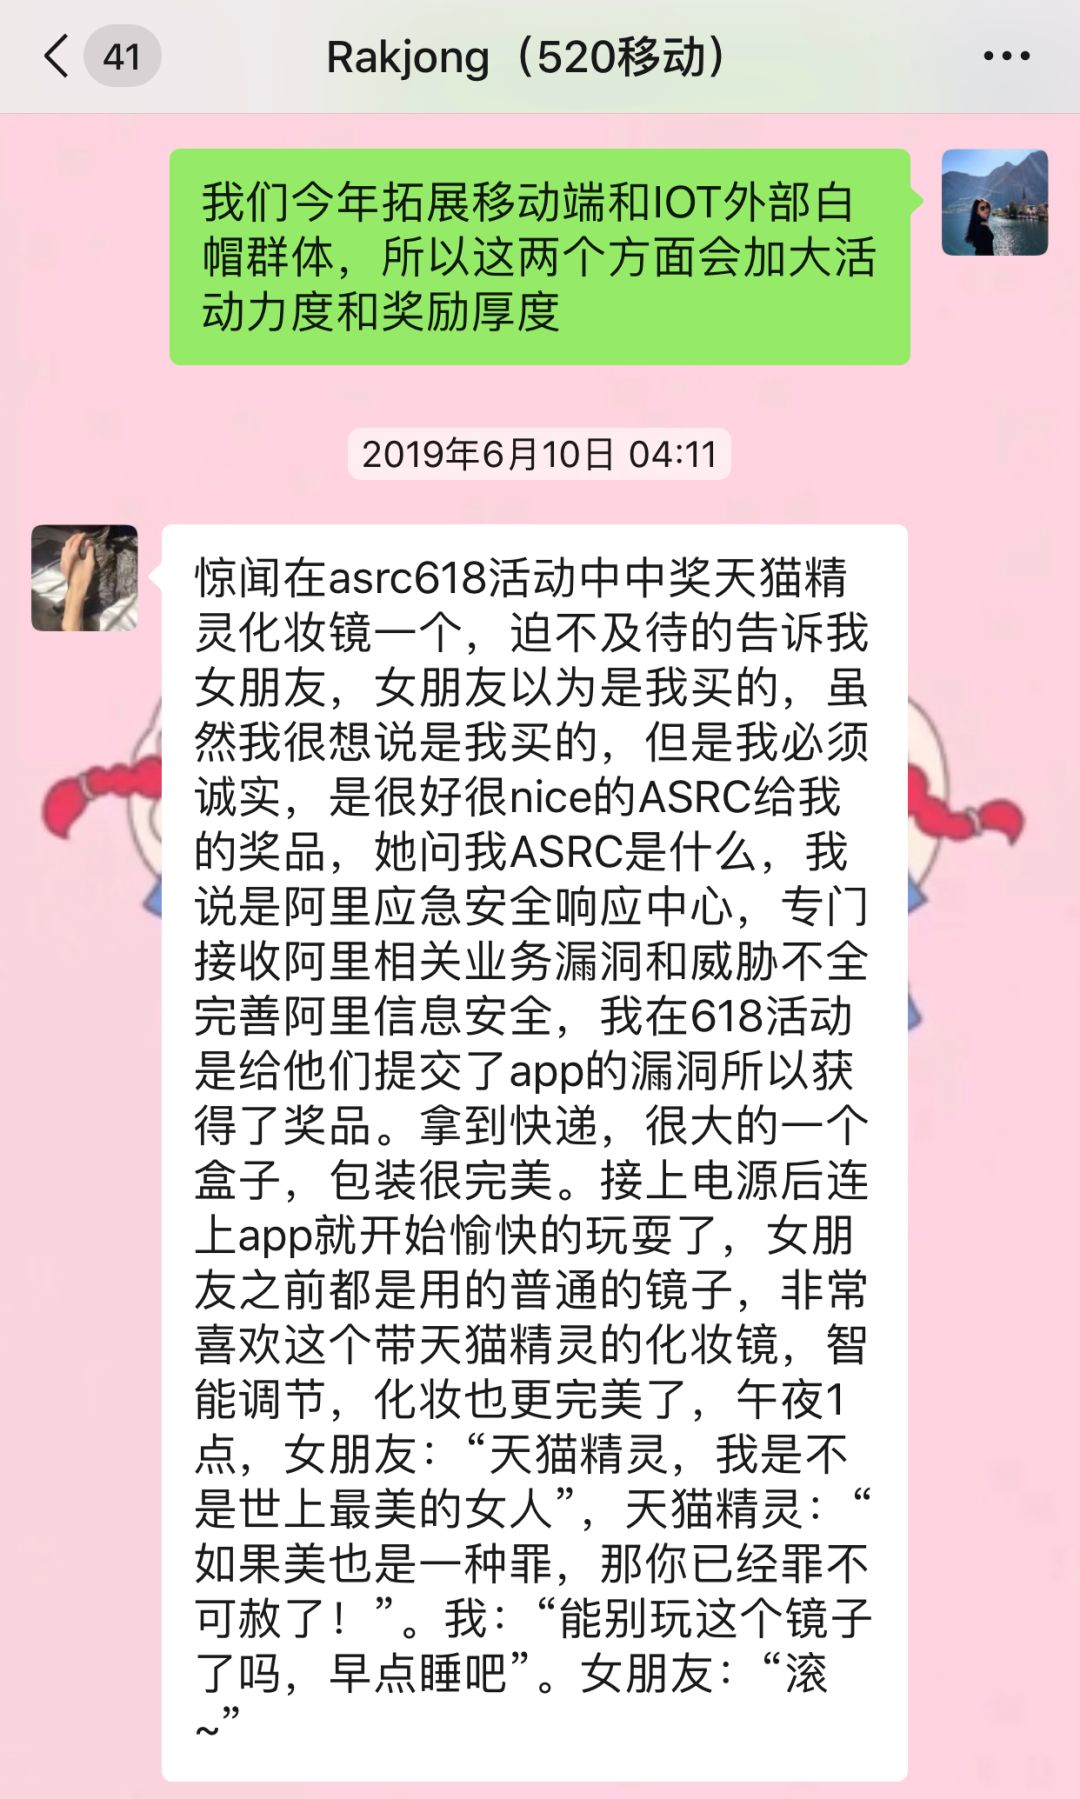 41
Rakjong（520移动）
我们今年拓展移动端和IOT外部白
帽群体，所以这两个方面会加大活
动力度和奖励厚度
2019年6月10日 04:11
惊闻在asrc618活动中中奖天猫精
灵化妆镜一个，迫不及待的告诉我
女朋友，女朋友以为是我买的，虽
然我很想说是我买的，但是我必须
诚实，是很好很nice的ASRC给我
的奖品，她问我ASRC是什么，我
说是阿里应急安全响应中心，专门
接收阿里相关业务漏洞和威胁不全
完善阿里信息安全，我在618活动
是给他们提交了app的漏洞所以获
得了奖品。拿到快递，很大的一个
盒子，包装很完美。接上电源后连
上app就开始愉快的玩耍了，女朋
友之前都是用的普通的镜子，非常
喜欢这个带天猫精灵的化妆镜，智
能调节，化妆也更完美了，午夜1
点，女朋友：“天猫精灵，我是不
是世上最美的女人”，天猫精灵：“
如果美也是一种罪，那你已经罪不
可赦了！”。我：“能别玩这个镜子
了吗，早点睡吧”。女朋友：“滚
~”